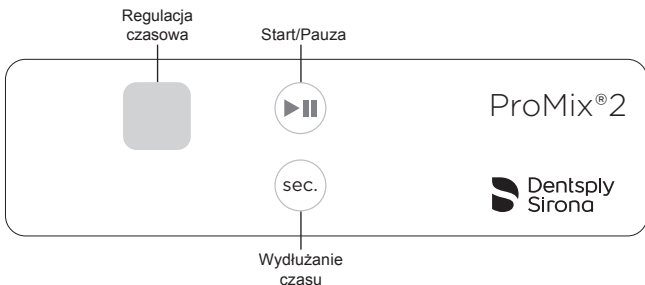 Regulacja
czasowa
Start/Pauza
ProMix®2
sec.
Dentsply
Sirona
Wydłużanie
czasu